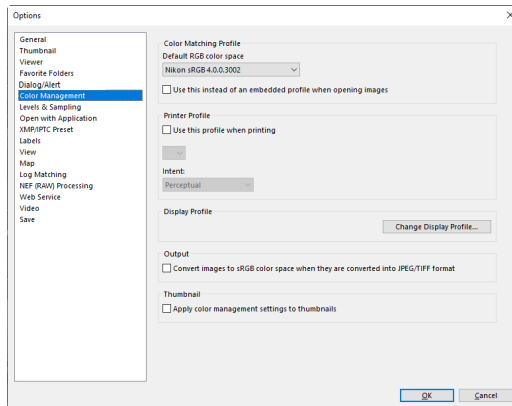 Options
General
Thumbnail
Viewer
Favorite Folders
Dialog/Alert
Color Management
Levels & Sampling
Open with Application
XMP/IPTC Preset
Labels
View
Map
Log Matching
NEF (RAW) Processing
Web Service
Video
Save
Color Matching Profile
Default RGB color space
Nikon sRGB 4.0.0.3002
Use this instead of an embedded profile when opening images
Printer Profile
Use this profile when printing
Intent:
Perceptual
Display Profile
Change Display Profile...
Output
Convert images to sRGB color space when they are converted into JPEG/TIFF format
Thumbnail
Apply color management settings to thumbnails
OK
Cancel